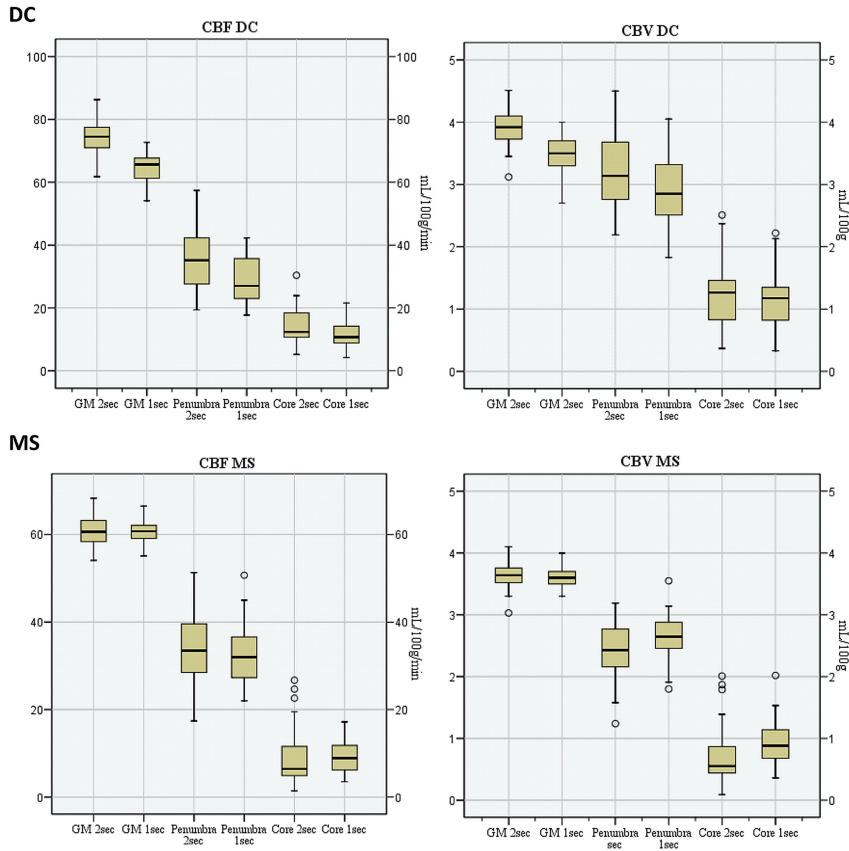 DC
CBF DC
100
80
60
40
20
0
100
80
60
40
20
0
mL/100g/min
GM 2sec
GM 1sec
Penumbra
2sec
Penumbra
1sec
Core 2sec
Core 1sec
CBV DC
5
4
3
2
1
0
5
4
3
2
1
0
mL/100g
GM 2sec
GM 2sec
Penumbra
2sec
Penumbra
1sec
Core 2sec
Core 1sec
MS
CBF MS
60
40
20
0
60
40
20
0
mL/100g/min
GM 2sec
GM 1sec
Penumbra
2sec
Penumbra
1sec
Core 2sec
Core 1sec
CBV MS
5
4
3
2
1
0
5
4
3
2
1
0
mL/100g
GM 2sec
GM 1sec
Penumbra
sec
Penumbra
1sec
Core 2sec
Core 1sec